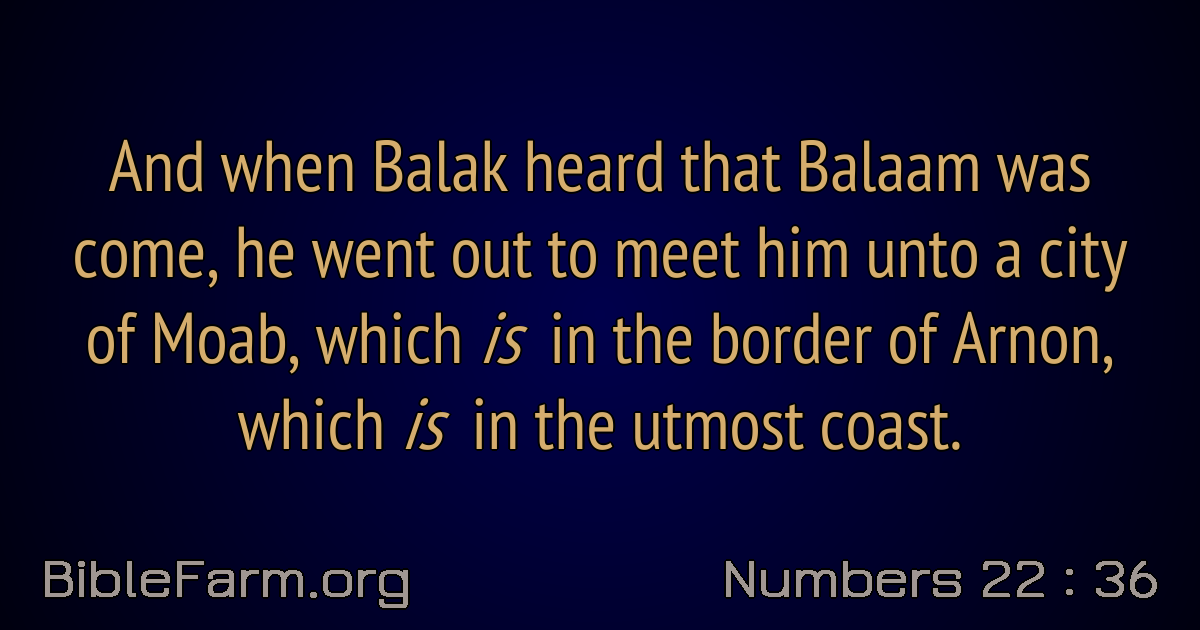 And when Balak heard that Balaam was
come, he went out to meet him unto a city
of Moab, which is in the border of Arnon,
which is in the utmost coast.
BibleFarm.org
Numbers 22 : 36